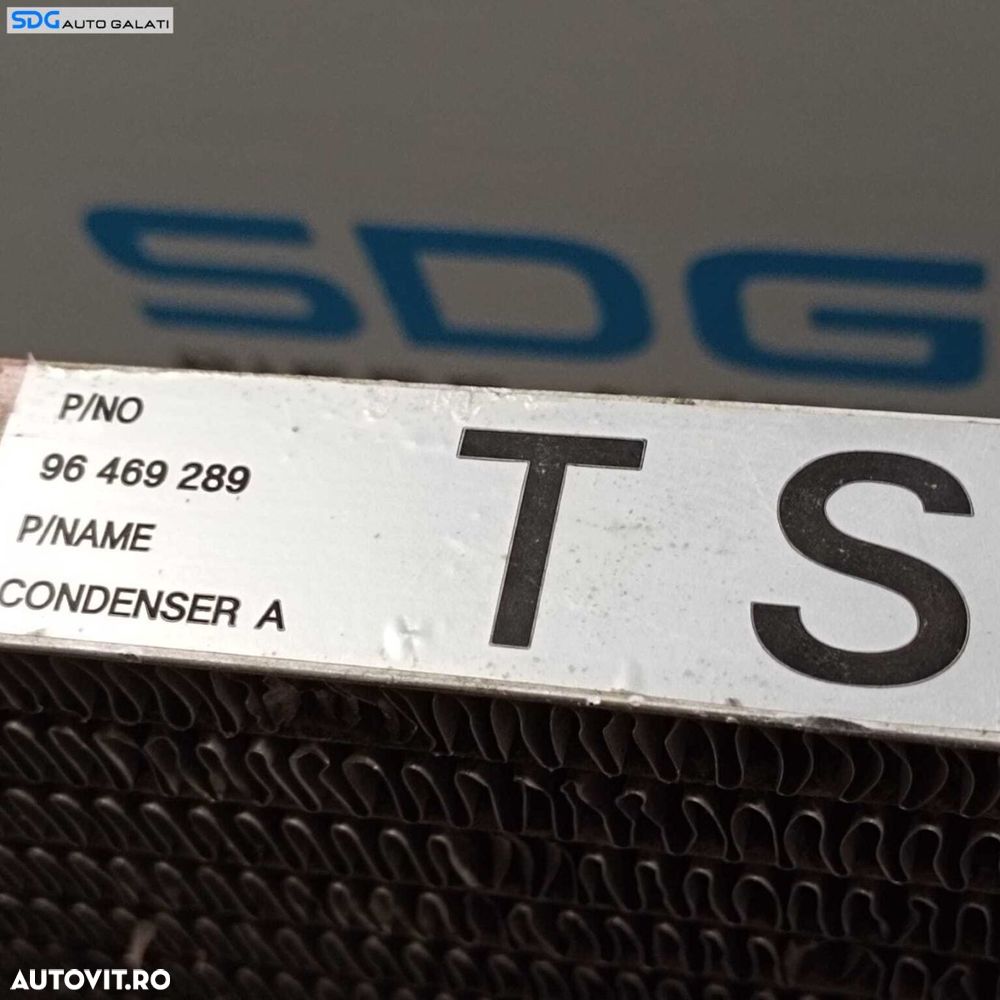 SDG AUTO GALATI
SDG
P/NO
96 469 289
P/NAME
CONDENSER A
T S
AUTOVIT.RO